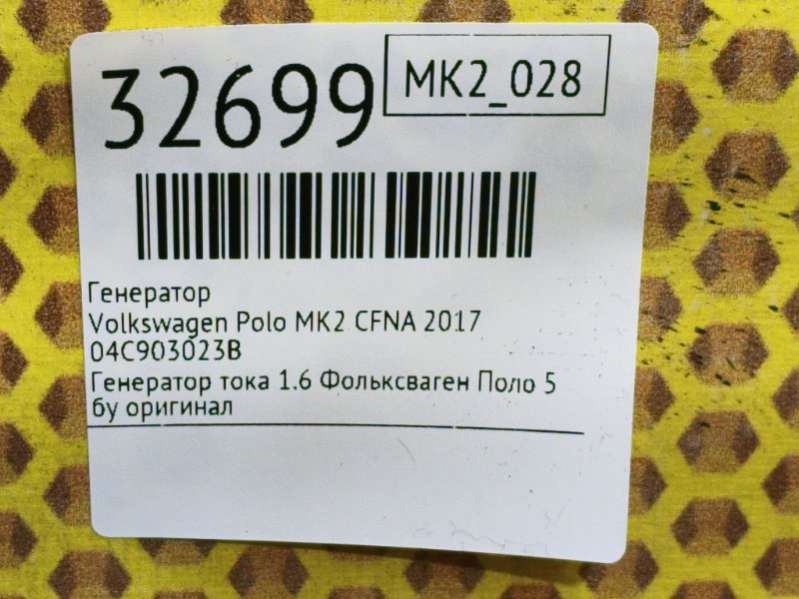 32699
MK2_028
Генератор
Volkswagen Polo MK2 CFNA 2017
04C903023B
Генератор тока 1.6 Фольксваген Поло 5
бу оригинал